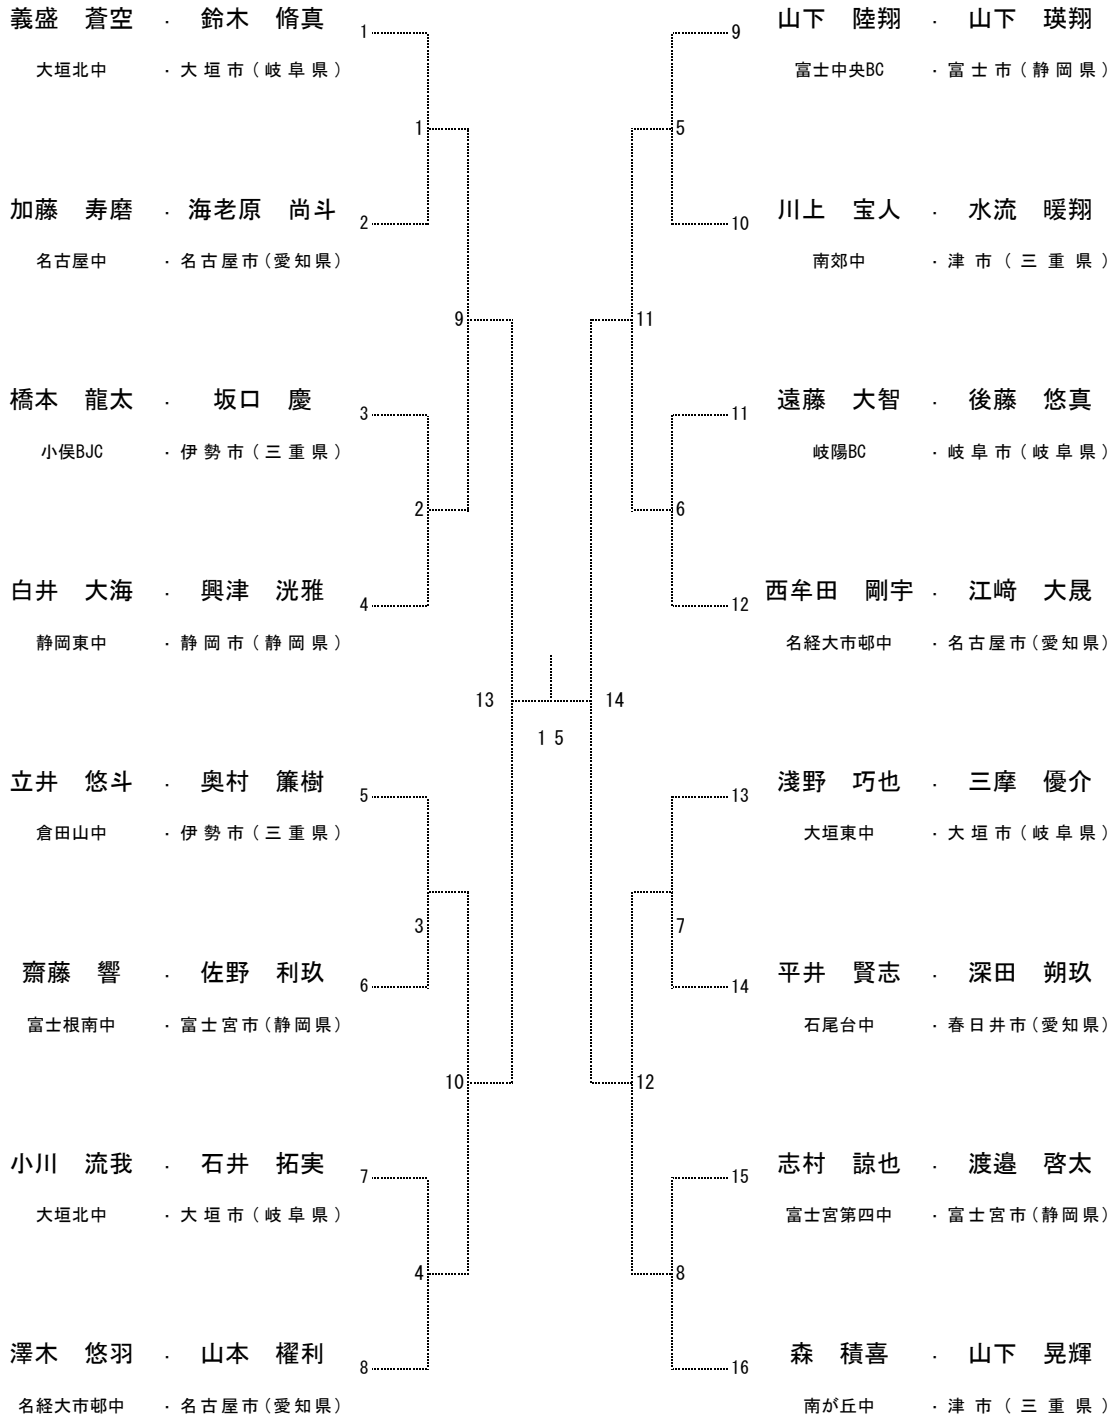 義盛 蒼空 ・ 鈴木 脩真 1
大垣北中 ・ 大垣市(岐阜県)
1
加藤 寿磨 ・ 海老原 尚斗 2
名古屋中 ・ 名古屋市(愛知県)
9
橋本 龍太 ・ 坂口 慶 3
小俣BJC ・ 伊勢市(三重県)
2
白井 大海 ・ 興津 洸雅 4
静岡東中 ・ 静岡市(静岡県)
13
立井 悠斗 ・ 奥村 簾樹 5
倉田山中 ・ 伊勢市(三重県)
3
齋藤 響 ・ 佐野 利玖 6
富士根南中 ・ 富士宮市(静岡県)
10
小川 流我 ・ 石井 拓実 7
大垣北中 ・ 大垣市(岐阜県)
4
澤木 悠羽 ・ 山本 櫂利 8
名経大市邨中 ・ 名古屋市(愛知県)
15
9 山下 陸翔 ・ 山下 瑛翔
富士中央BC ・ 富士市(静岡県)
5
10 川上 宝人 ・ 水流 暖翔
南郊中 ・ 津市(三重県)
11
11 遠藤 大智 ・ 後藤 悠真
岐陽BC ・ 岐阜市(岐阜県)
6
12 西牟田 剛宇 ・ 江﨑 大晟
名経大市邨中 ・ 名古屋市(愛知県)
14
13 淺野 巧也 ・ 三摩 優介
大垣東中 ・ 大垣市(岐阜県)
7
14 平井 賢志 ・ 深田 朔玖
石尾台中 ・ 春日井市(愛知県)
12
15 志村 諒也 ・ 渡邉 啓太
富士宮第四中 ・ 富士宮市(静岡県)
8
16 森 積喜 ・ 山下 晃輝
南が丘中 ・ 津市(三重県)